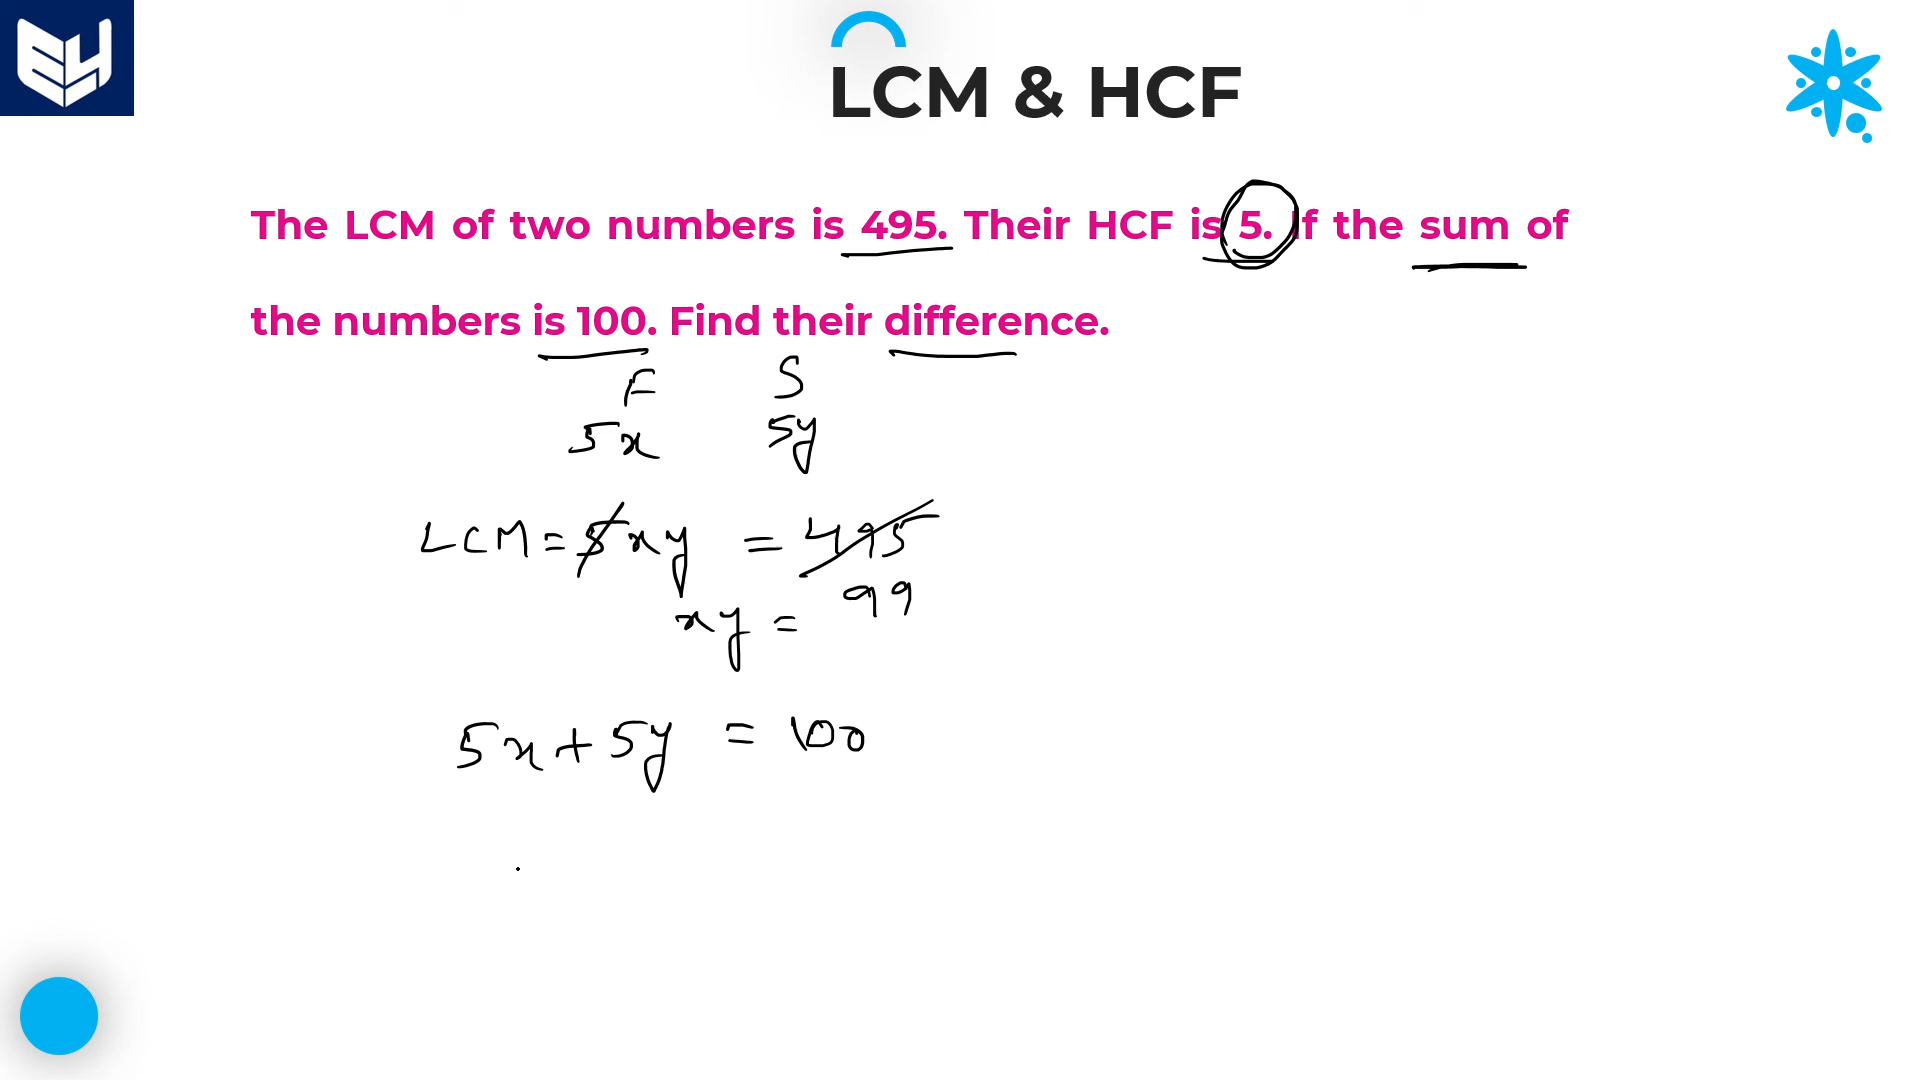 LCM & HCF
The LCM of two numbers is 495. Their HCF is 5. If the sum of
the numbers is 100. Find their difference.
F S
5x 5y
LCM = 5xy = 495
xy = 99
5x + 5y = 100